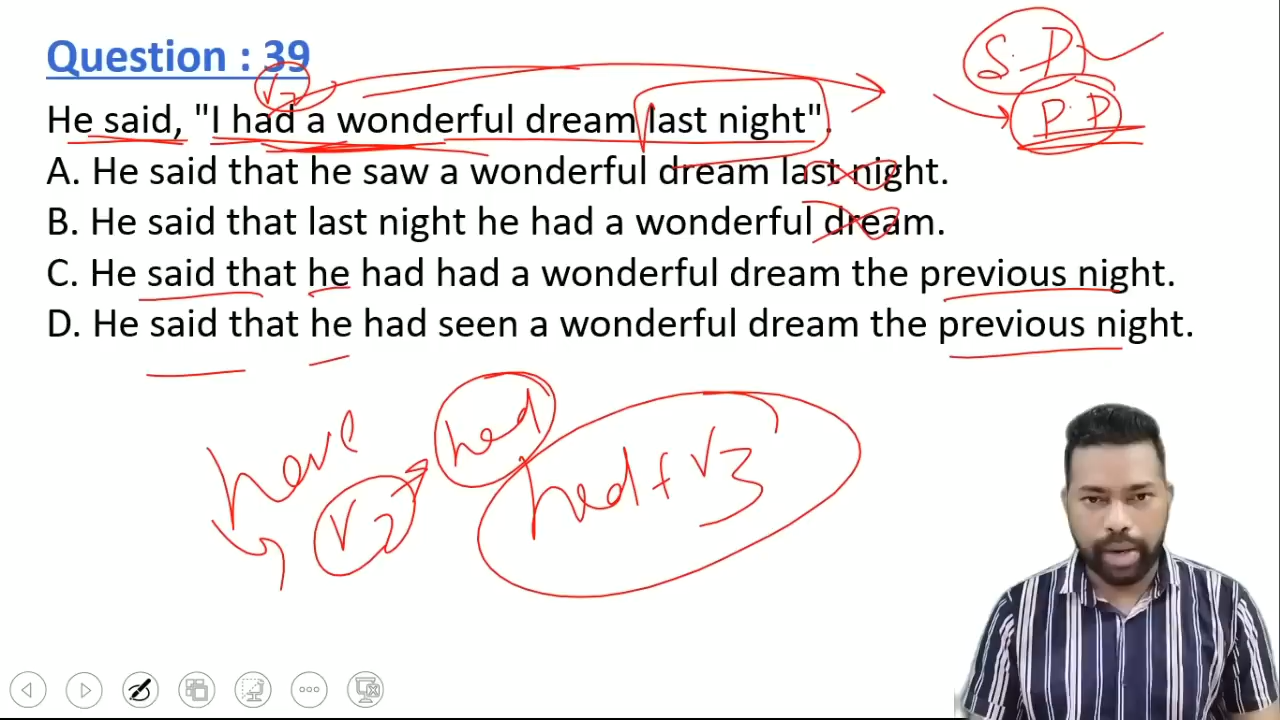 Question : 39
V2
S.P
He said, "I had a wonderful dream last night".
P.P
A. He said that he saw a wonderful dream last night.
B. He said that last night he had a wonderful dream.
C. He said that he had had a wonderful dream the previous night.
D. He said that he had seen a wonderful dream the previous night.
have
V2
had
had + V3